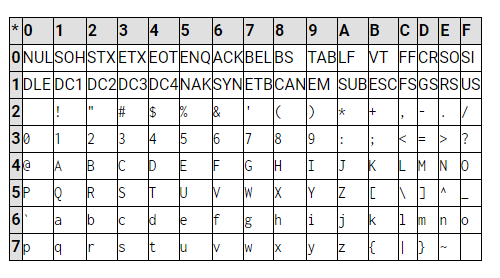 * 0 1 2 3 4 5 6 7 8 9 A B C D E F
0 NUL SOH STX ETX EOT ENQ ACK BEL BS TAB LF VT FF CR SO SI
1 DLE DC1 DC2 DC3 DC4 NAK SYN ETB CAN EM SUB ESC FS GS RS US
2 ! " # $ % & ' ( ) * + , - . /
3 0 1 2 3 4 5 6 7 8 9 : ; < = > ?
4 @ A B C D E F G H I J K L M N O
5 P Q R S T U V W X Y Z [ \ ] ^ _
6 ` a b c d e f g h i j k l m n o
7 p q r s t u v w x y z { | } ~